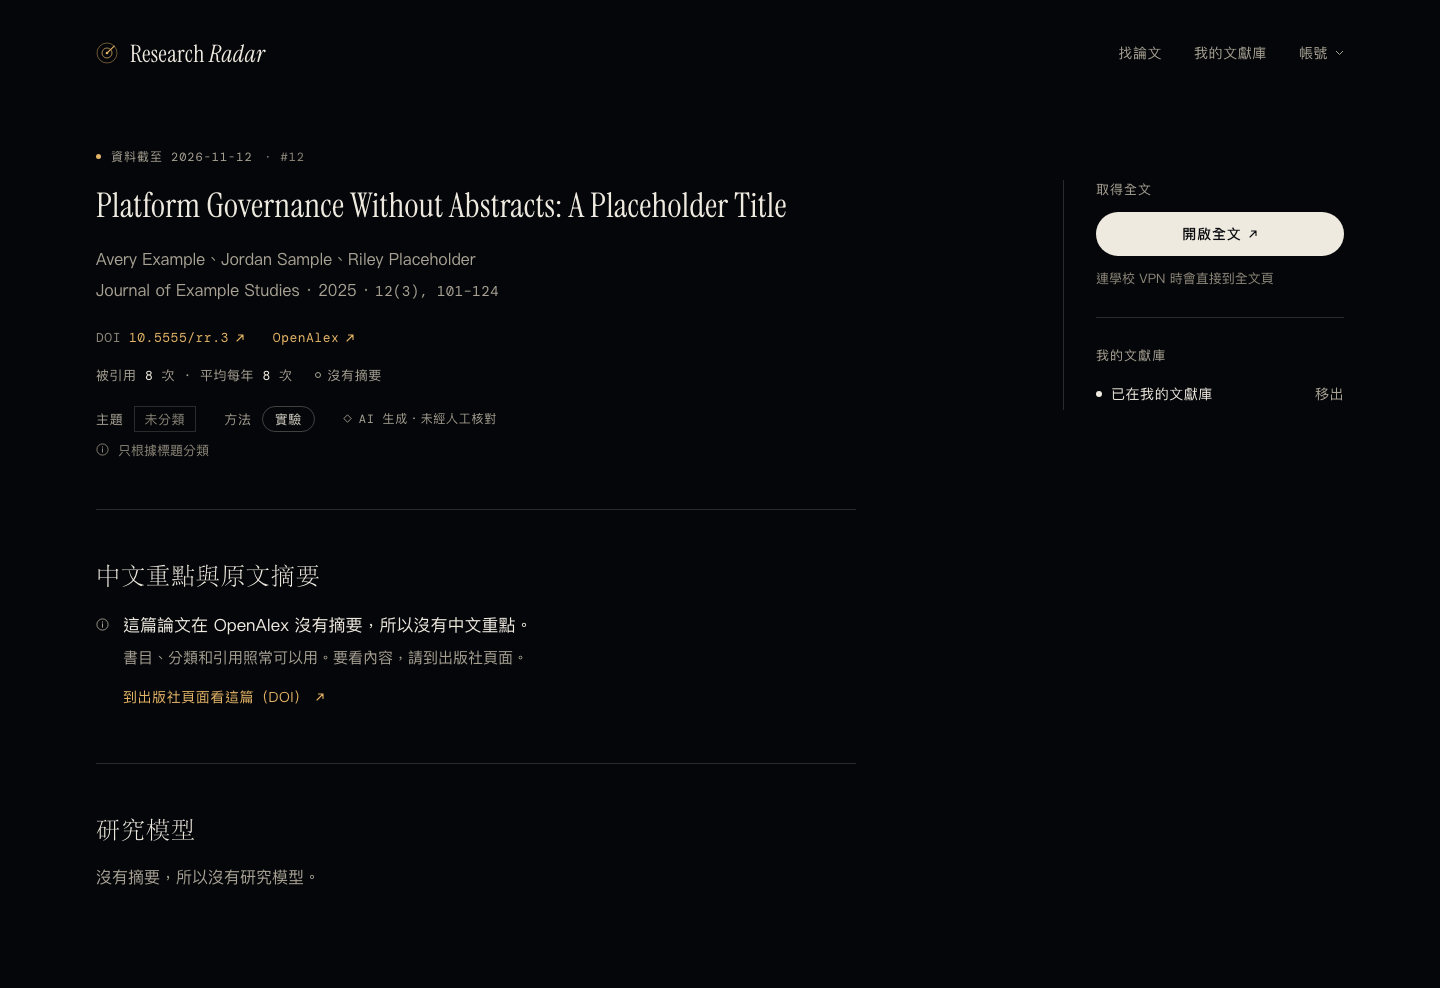 Research Radar
找論文
我的文獻庫
帳號
資料截至 2026-11-12 · #12
Platform Governance Without Abstracts: A Placeholder Title
Avery Example、Jordan Sample、Riley Placeholder
Journal of Example Studies · 2025 · 12(3), 101-124
DOI 10.5555/rr.3 ↗ OpenAlex ↗
被引用 8 次 · 平均每年 8 次 沒有摘要
主題 未分類 方法 實驗 ◇ AI 生成·未經人工核對
ⓘ 只根據標題分類
取得全文
開啟全文 ↗
連學校 VPN 時會直接到全文頁
我的文獻庫
已在我的文獻庫 移出
中文重點與原文摘要
ⓘ 這篇論文在 OpenAlex 沒有摘要，所以沒有中文重點。
書目、分類和引用照常可以用。要看內容，請到出版社頁面。
到出版社頁面看這篇（DOI） ↗
研究模型
沒有摘要，所以沒有研究模型。